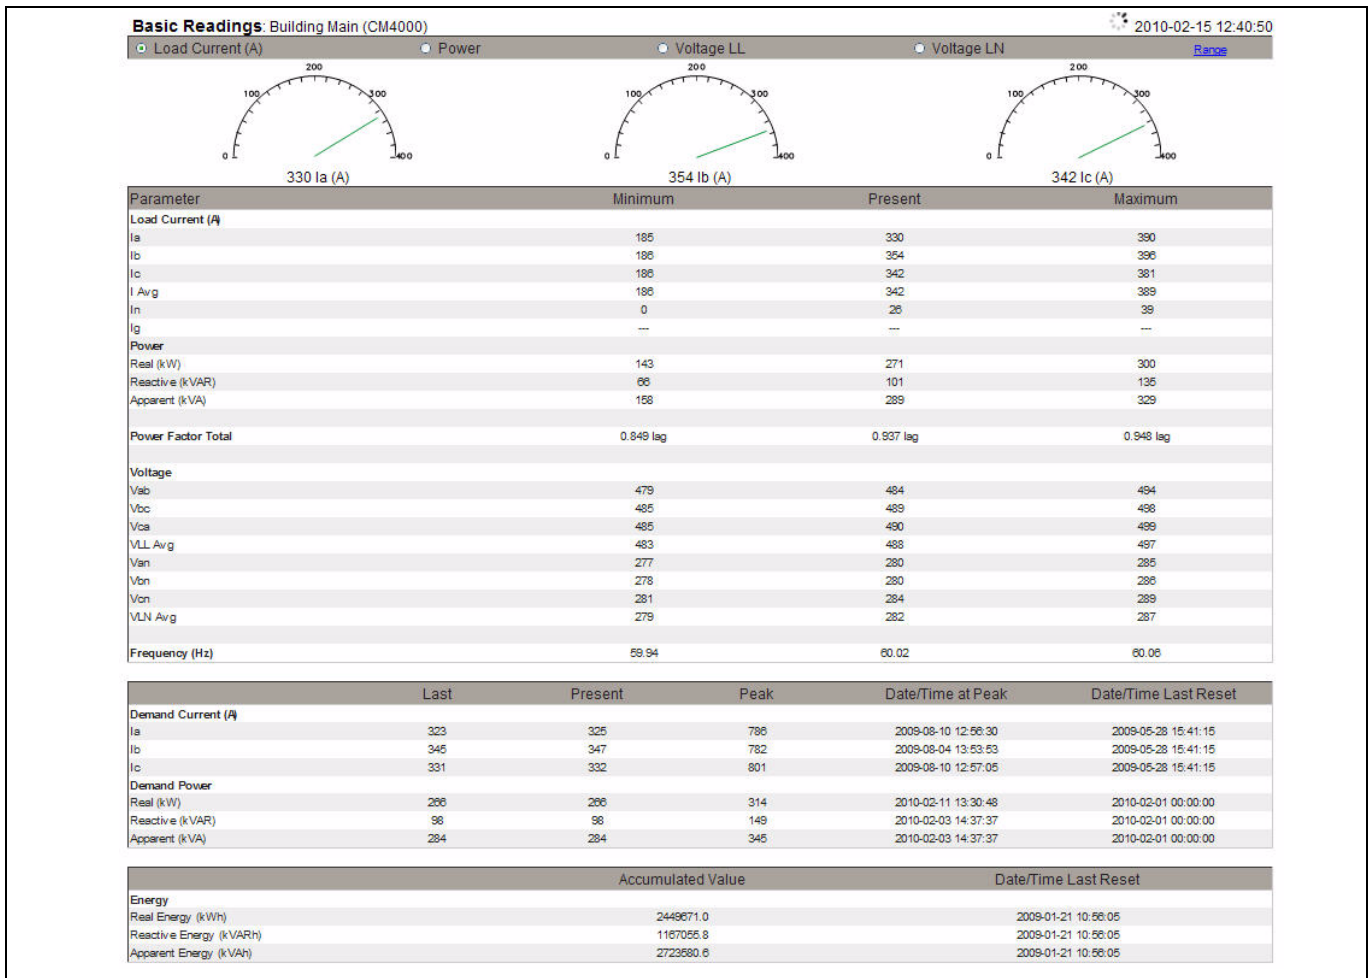 Basic Readings: Building Main (CM4000) 2010-02-15 12:40:50
Load Current (A) Power Voltage LL Voltage LN Range
200 200 200
100 300 100 300 100 300
0 400 0 400 0 400
330 Ia (A) 354 Ib (A) 342 Ic (A)
Parameter Minimum Present Maximum
Load Current (A)
Ia 185 330 390
Ib 186 354 396
Ic 186 342 381
I Avg 186 342 389
In 0 26 39
Ig --- --- ---
Power
Real (kW) 143 271 300
Reactive (kVAR) 66 101 135
Apparent (kVA) 158 289 329
Power Factor Total 0.849 lag 0.937 lag 0.948 lag
Voltage
Vab 479 484 494
Vbc 485 489 498
Vca 485 490 499
VLL Avg 483 488 497
Van 277 280 285
Vbn 278 280 286
Vcn 281 284 289
VLN Avg 279 282 287
Frequency (Hz) 59.94 60.02 60.06
Last Present Peak Date/Time at Peak Date/Time Last Reset
Demand Current (A)
Ia 323 325 786 2009-08-10 12:56:30 2009-05-28 15:41:15
Ib 345 347 782 2009-08-04 13:53:53 2009-05-28 15:41:15
Ic 331 332 801 2009-08-10 12:57:05 2009-05-28 15:41:15
Demand Power
Real (kW) 266 266 314 2010-02-11 13:30:48 2010-02-01 00:00:00
Reactive (kVAR) 98 98 149 2010-02-03 14:37:37 2010-02-01 00:00:00
Apparent (kVA) 284 284 345 2010-02-03 14:37:37 2010-02-01 00:00:00
Accumulated Value Date/Time Last Reset
Energy
Real Energy (kWh) 2449671.0 2009-01-21 10:56:05
Reactive Energy (kVARh) 1167055.8 2009-01-21 10:56:05
Apparent Energy (kVAh) 2723580.6 2009-01-21 10:56:05